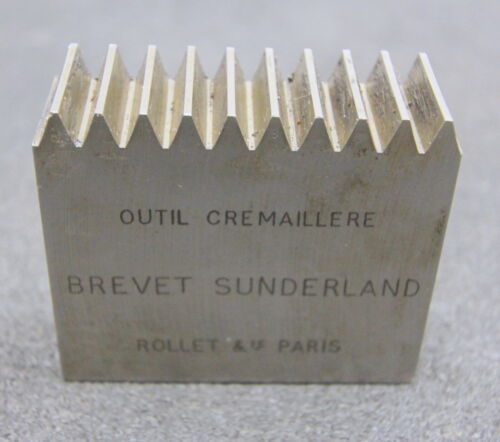 OUTIL CREMAILLERE
BREVET SUNDERLAND
ROLLET & Cie PARIS